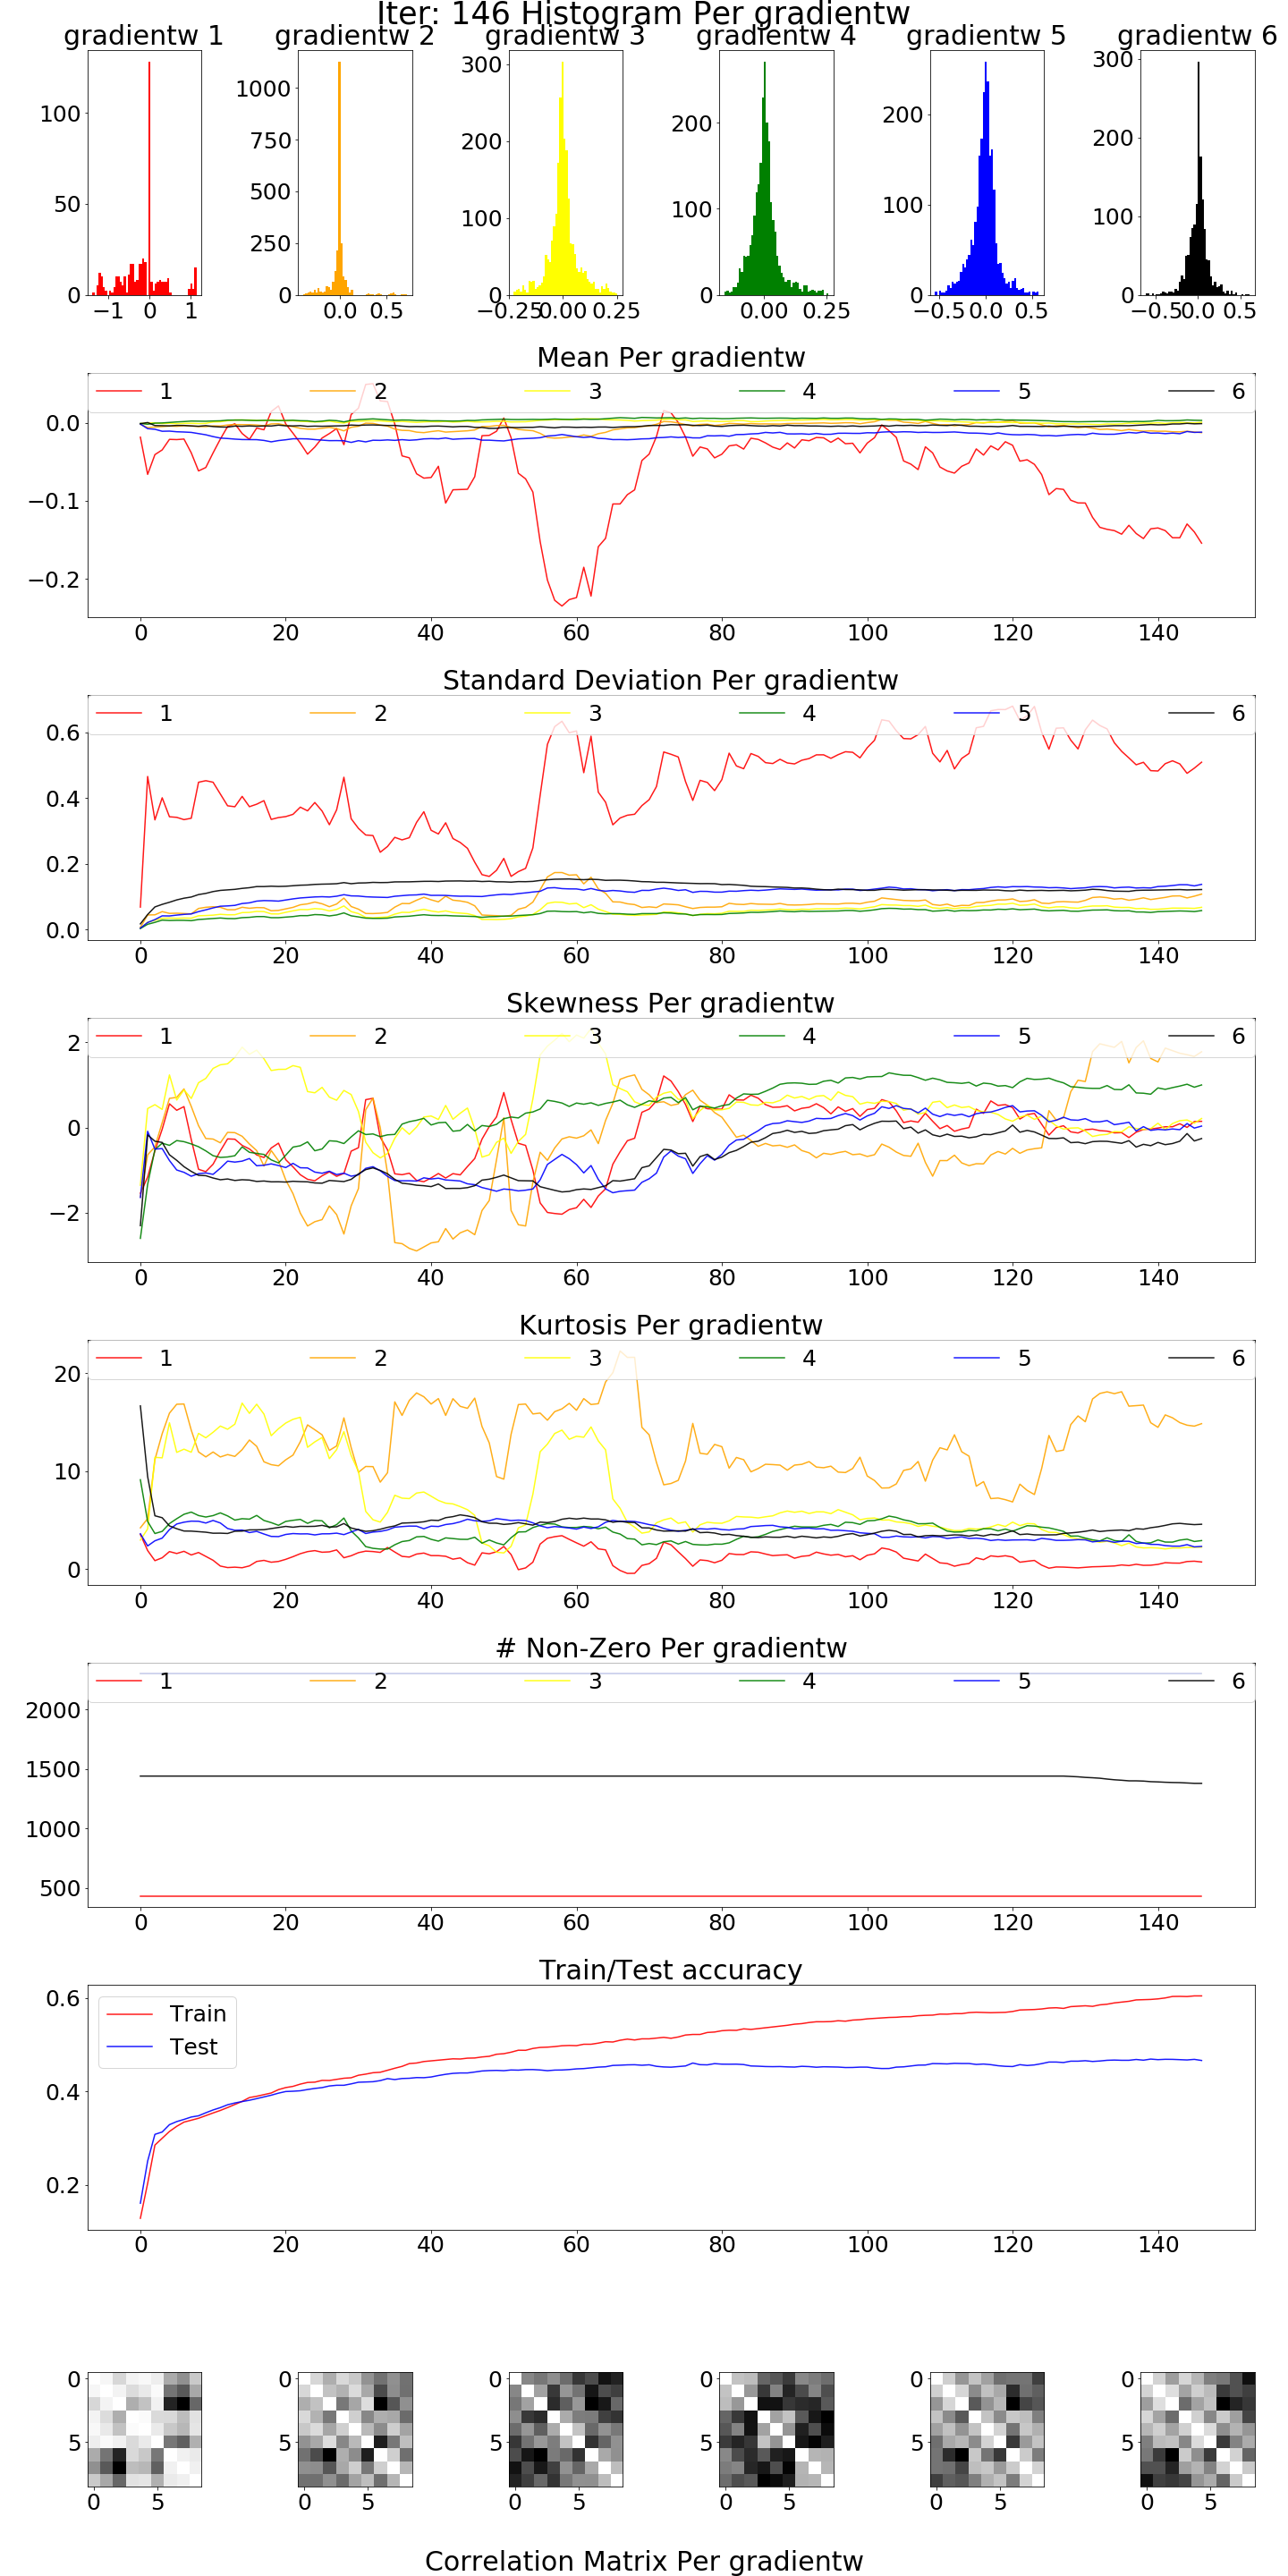 Iter: 146 Histogram Per gradientw
gradientw 1 gradientw 2 gradientw 3 gradientw 4 gradientw 5 gradientw 6
100
50
0
−1 0 1
1000
750
500
250
0
0.0 0.5
300
200
100
0
−0.25 0.00 0.25
200
100
0
0.00 0.25
200
100
0
−0.5 0.0 0.5
300
200
100
0
−0.5 0.0 0.5
Mean Per gradientw
1 2 3 4 5 6
0.0
−0.1
−0.2
0 20 40 60 80 100 120 140
Standard Deviation Per gradientw
1 2 3 4 5 6
0.6
0.4
0.2
0.0
0 20 40 60 80 100 120 140
Skewness Per gradientw
1 2 3 4 5 6
2
0
−2
0 20 40 60 80 100 120 140
Kurtosis Per gradientw
1 2 3 4 5 6
20
10
0
0 20 40 60 80 100 120 140
# Non-Zero Per gradientw
1 2 3 4 5 6
2000
1500
1000
500
0 20 40 60 80 100 120 140
Train/Test accuracy
Train
Test
0.6
0.4
0.2
0 20 40 60 80 100 120 140
0 0 0 0 0 0
5 5 5 5 5 5
0 5 0 5 0 5 0 5 0 5 0 5
Correlation Matrix Per gradientw